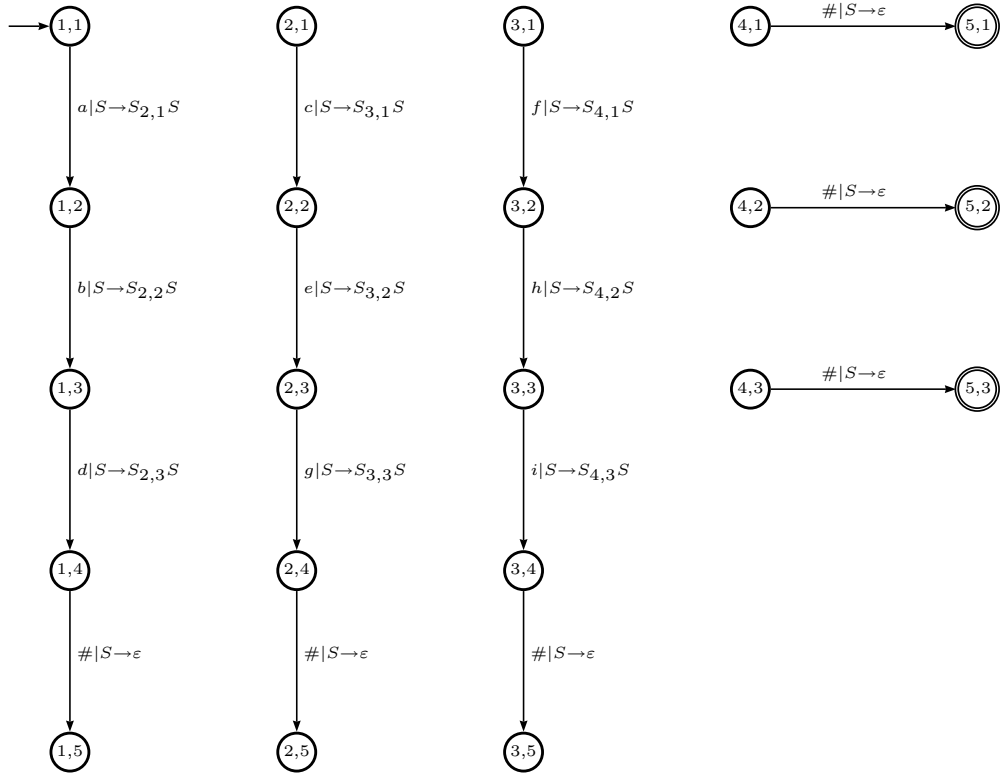 1,1 2,1 3,1 4,1 #|S→ε 5,1
a|S→S2,1S c|S→S3,1S f|S→S4,1S
1,2 2,2 3,2 4,2 #|S→ε 5,2
b|S→S2,2S e|S→S3,2S h|S→S4,2S
1,3 2,3 3,3 4,3 #|S→ε 5,3
d|S→S2,3S g|S→S3,3S i|S→S4,3S
1,4 2,4 3,4
#|S→ε #|S→ε #|S→ε
1,5 2,5 3,5